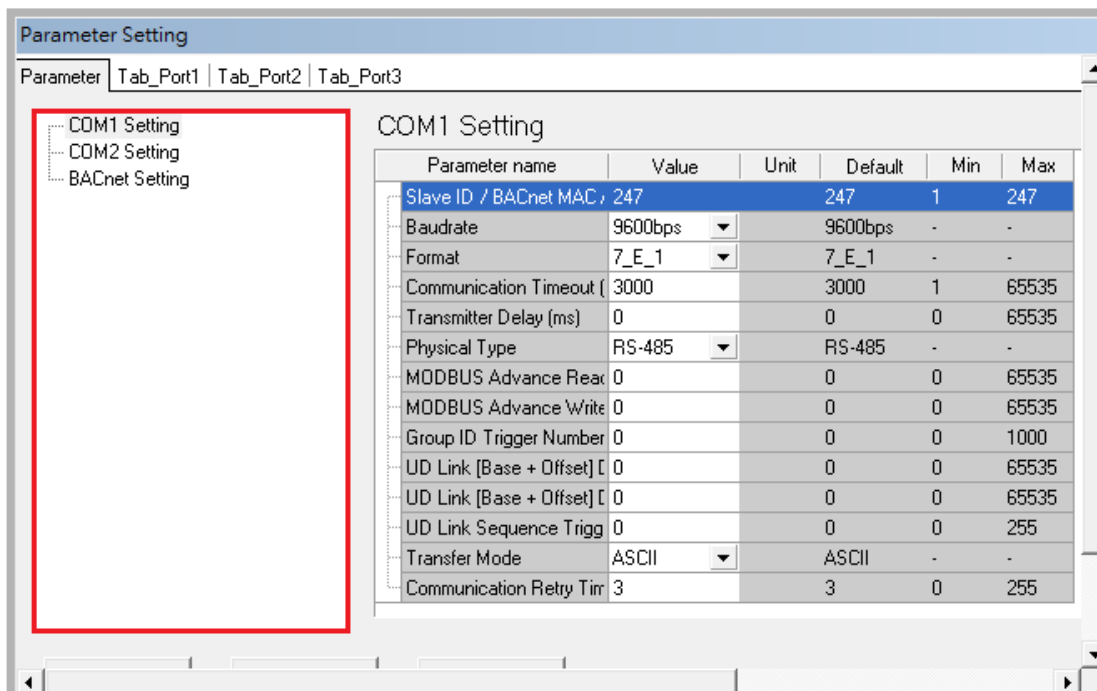 Parameter Setting
Parameter Tab_Port1 Tab_Port2 Tab_Port3
COM1 Setting
COM2 Setting
BACnet Setting
COM1 Setting
Parameter name Value Unit Default Min Max
Slave ID / BACnet MAC / 247 247 1 247
Baudrate 9600bps 9600bps - -
Format 7_E_1 7_E_1 - -
Communication Timeout ( 3000 3000 1 65535
Transmitter Delay (ms) 0 0 0 65535
Physical Type RS-485 RS-485 - -
MODBUS Advance Read 0 0 0 65535
MODBUS Advance Write 0 0 0 65535
Group ID Trigger Number 0 0 0 1000
UD Link [Base + Offset] D 0 0 0 65535
UD Link [Base + Offset] D 0 0 0 65535
UD Link Sequence Trigg 0 0 0 255
Transfer Mode ASCII ASCII - -
Communication Retry Tim 3 3 0 255